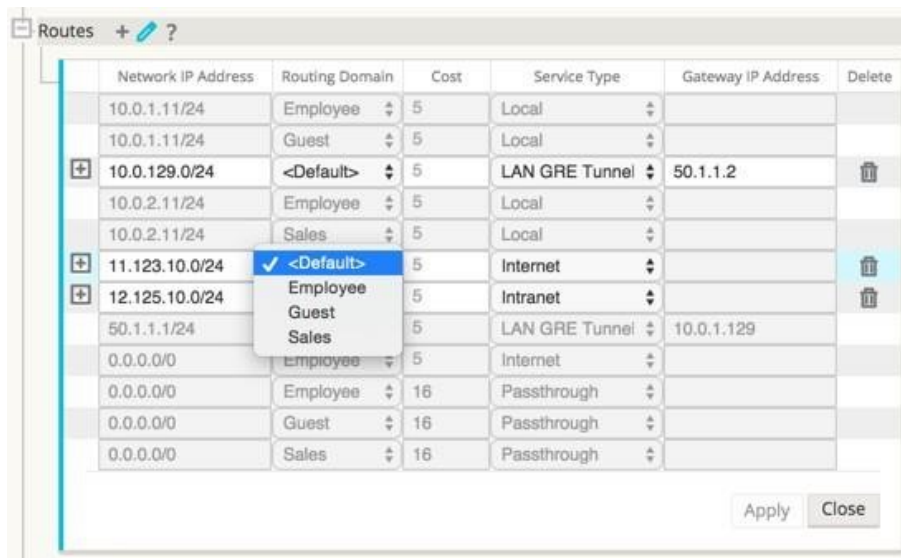 Routes + ?
Network IP Address Routing Domain Cost Service Type Gateway IP Address Delete
10.0.1.11/24 Employee 5 Local
10.0.1.11/24 Guest 5 Local
10.0.129.0/24 <Default> 5 LAN GRE Tunnel 50.1.1.2
10.0.2.11/24 Employee 5 Local
10.0.2.11/24 Sales 5 Local
11.123.10.0/24 ✓ <Default> 5 Internet
12.125.10.0/24 Employee 5 Intranet
Guest
50.1.1.1/24 Sales 5 LAN GRE Tunnel 10.0.1.129
0.0.0.0/0 Employee 5 Internet
0.0.0.0/0 Employee 16 Passthrough
0.0.0.0/0 Guest 16 Passthrough
0.0.0.0/0 Sales 16 Passthrough
Apply Close